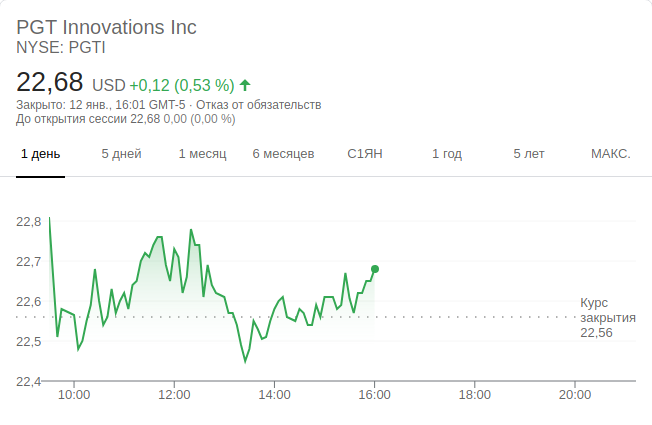 PGT Innovations Inc
NYSE: PGTI
22,68 USD +0,12 (0,53 %)
Закрыто: 12 янв., 16:01 GMT-5 · Отказ от обязательств
До открытия сессии 22,68 0,00 (0,00 %)
1 день 5 дней 1 месяц 6 месяцев С1ЯН 1 год 5 лет МАКС.
22,8
22,7
22,6
22,5
22,4
Курс
закрытия
22,56
10:00 12:00 14:00 16:00 18:00 20:00